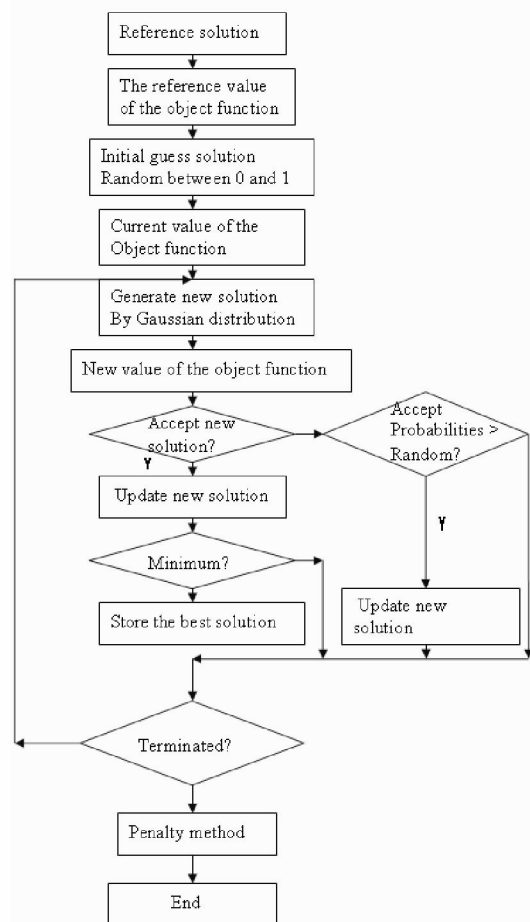 Reference solution
The reference value
of the object function
Initial guess solution
Random between 0 and 1
Current value of the
Object function
Generate new solution
By Gaussian distribution
New value of the object function
Accept new
solution?
Y
Accept
Probabilities >
Random?
Y
Update new solution
Minimum?
Store the best solution
Update new
solution
Terminated?
Penalty method
End